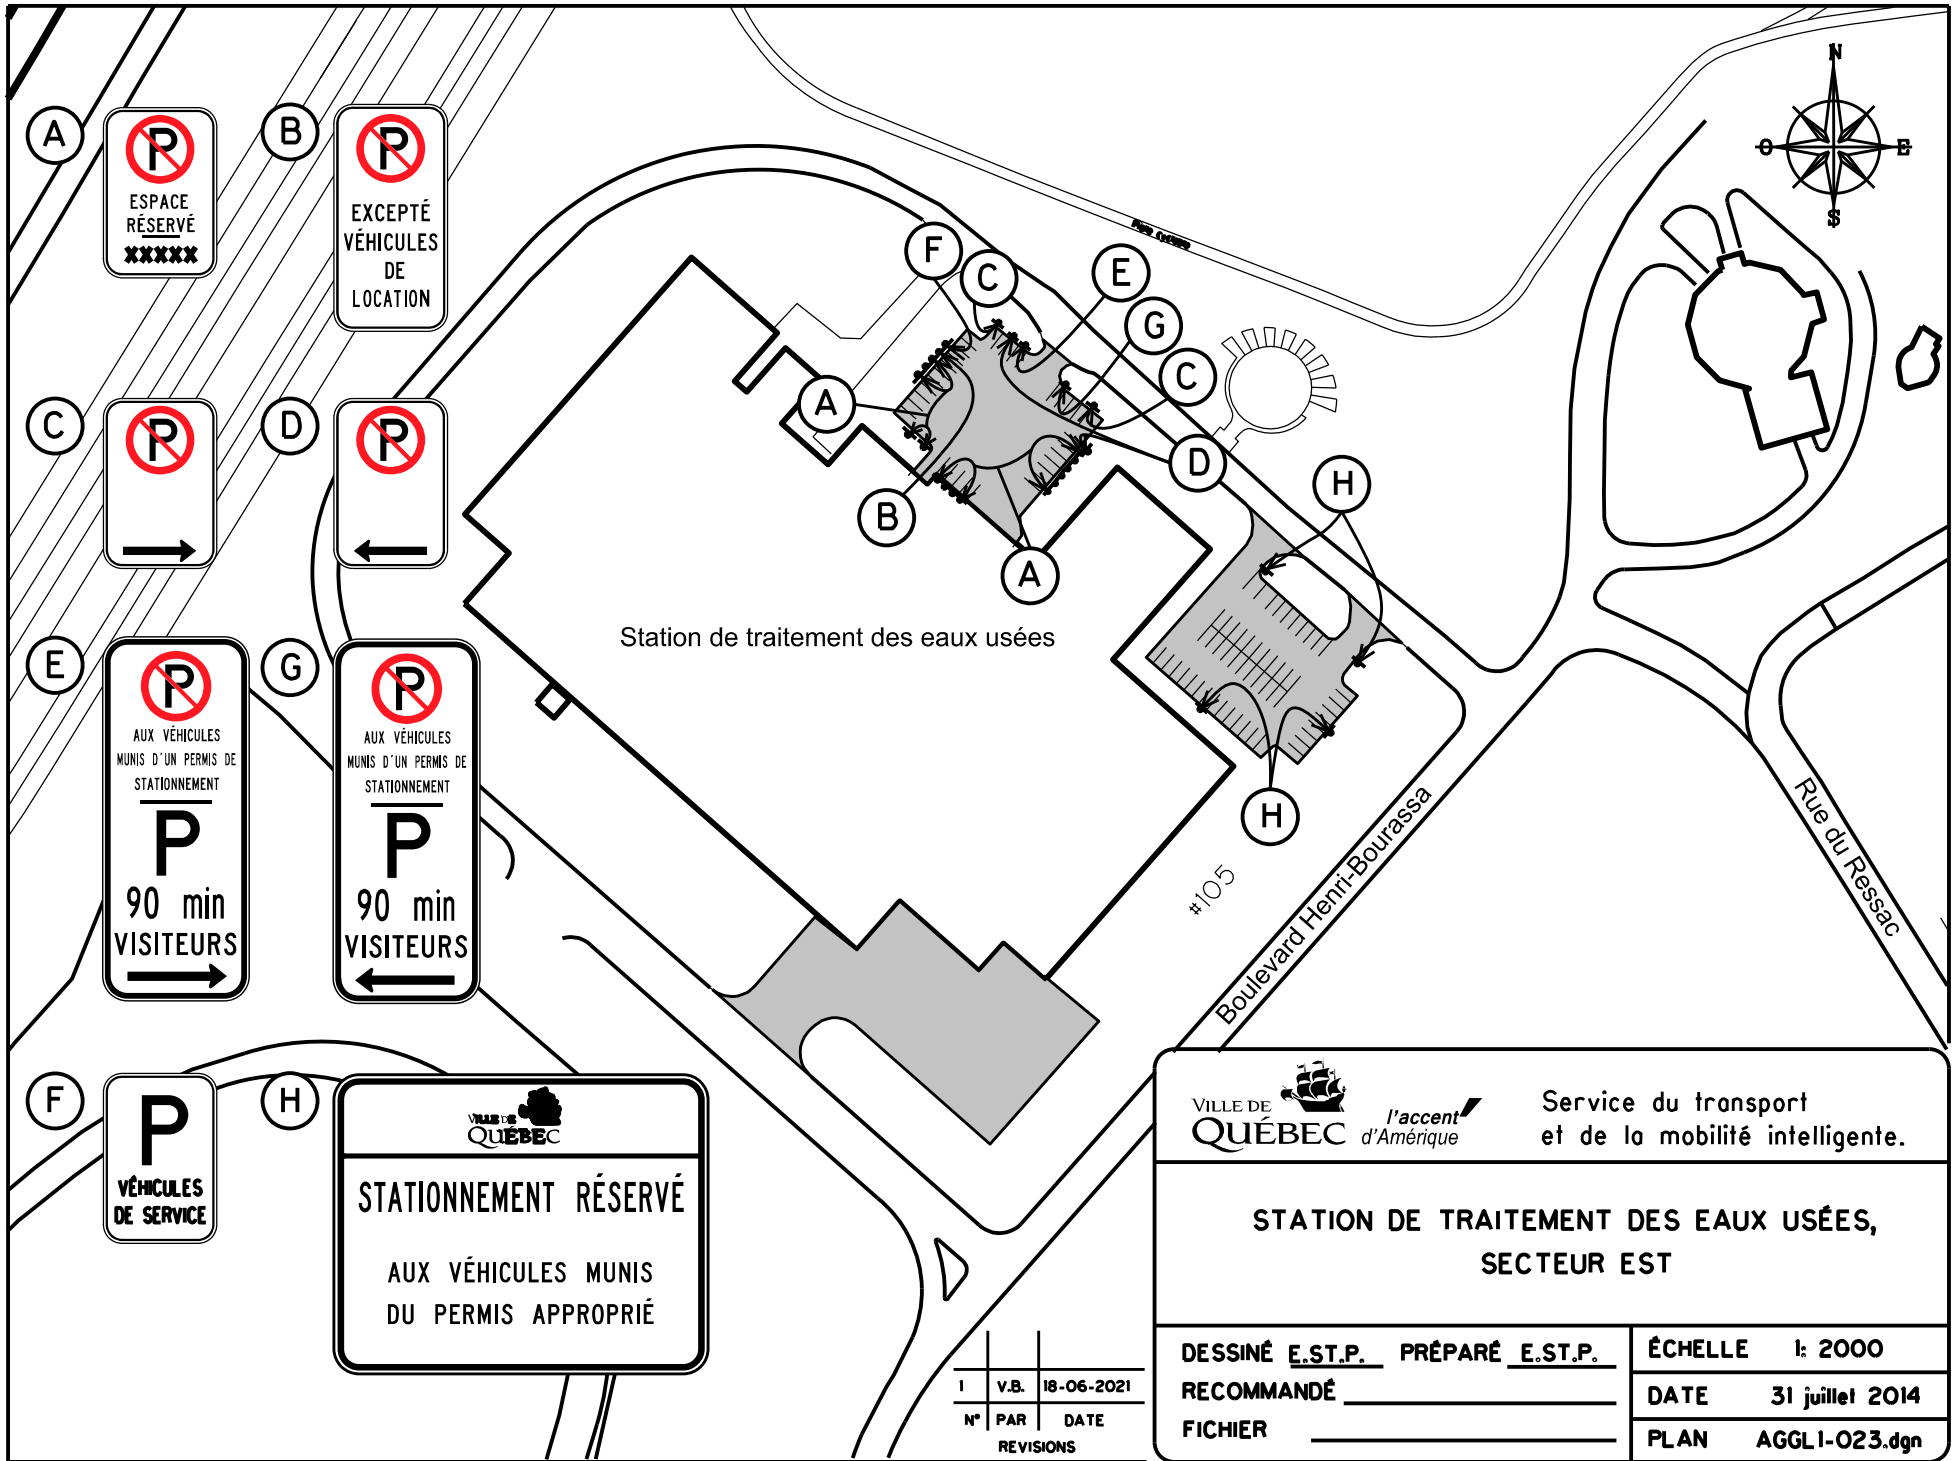 A
ESPACE
RÉSERVÉ
XXXXX
B
EXCEPTÉ
VÉHICULES
DE
LOCATION
C
D
E
AUX VÉHICULES
MUNIS D'UN PERMIS DE
STATIONNEMENT
P
90 min
VISITEURS
G
AUX VÉHICULES
MUNIS D'UN PERMIS DE
STATIONNEMENT
P
90 min
VISITEURS
F
P
VÉHICULES
DE SERVICE
H
VILLE DE
QUÉBEC
STATIONNEMENT RÉSERVÉ
AUX VÉHICULES MUNIS
DU PERMIS APPROPRIÉ
N
O
E
S
Piste Cyclable
F
C
E
G
C
A
D
B
A
H
H
Station de traitement des eaux usées
#105
Boulevard Henri-Bourassa
Rue du Ressac
VILLE DE
QUÉBEC
l'accent
d'Amérique
Service du transport
et de la mobilité intelligente.
STATION DE TRAITEMENT DES EAUX USÉES,
SECTEUR EST
DESSINÉ E.ST.P. PRÉPARÉ E.ST.P.
RECOMMANDÉ
FICHIER
ÉCHELLE 1: 2000
DATE 31 juillet 2014
PLAN AGGL1-023.dgn
1 V.B. 18-06-2021
N° PAR DATE
REVISIONS